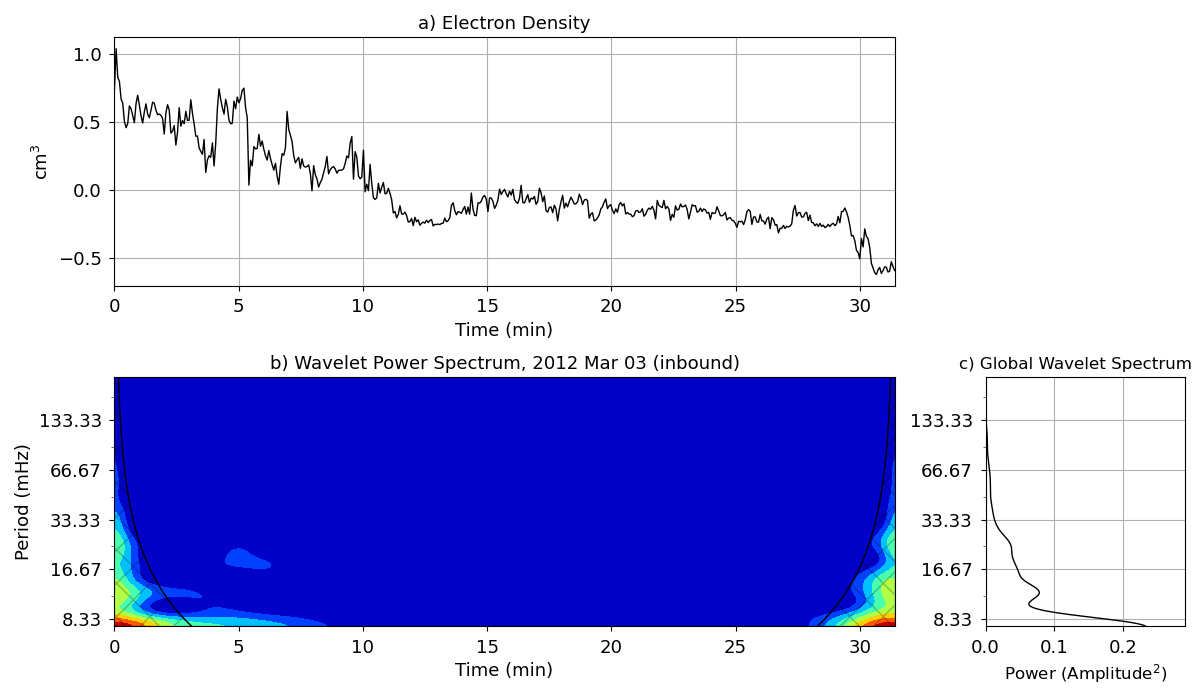 a) Electron Density
1.0
0.5
0.0
−0.5
cm³
0 5 10 15 20 25 30
Time (min)
b) Wavelet Power Spectrum, 2012 Mar 03 (inbound)
133.33
66.67
33.33
16.67
8.33
Period (mHz)
0 5 10 15 20 25 30
Time (min)
c) Global Wavelet Spectrum
133.33
66.67
33.33
16.67
8.33
0.0 0.1 0.2
Power (Amplitude²)